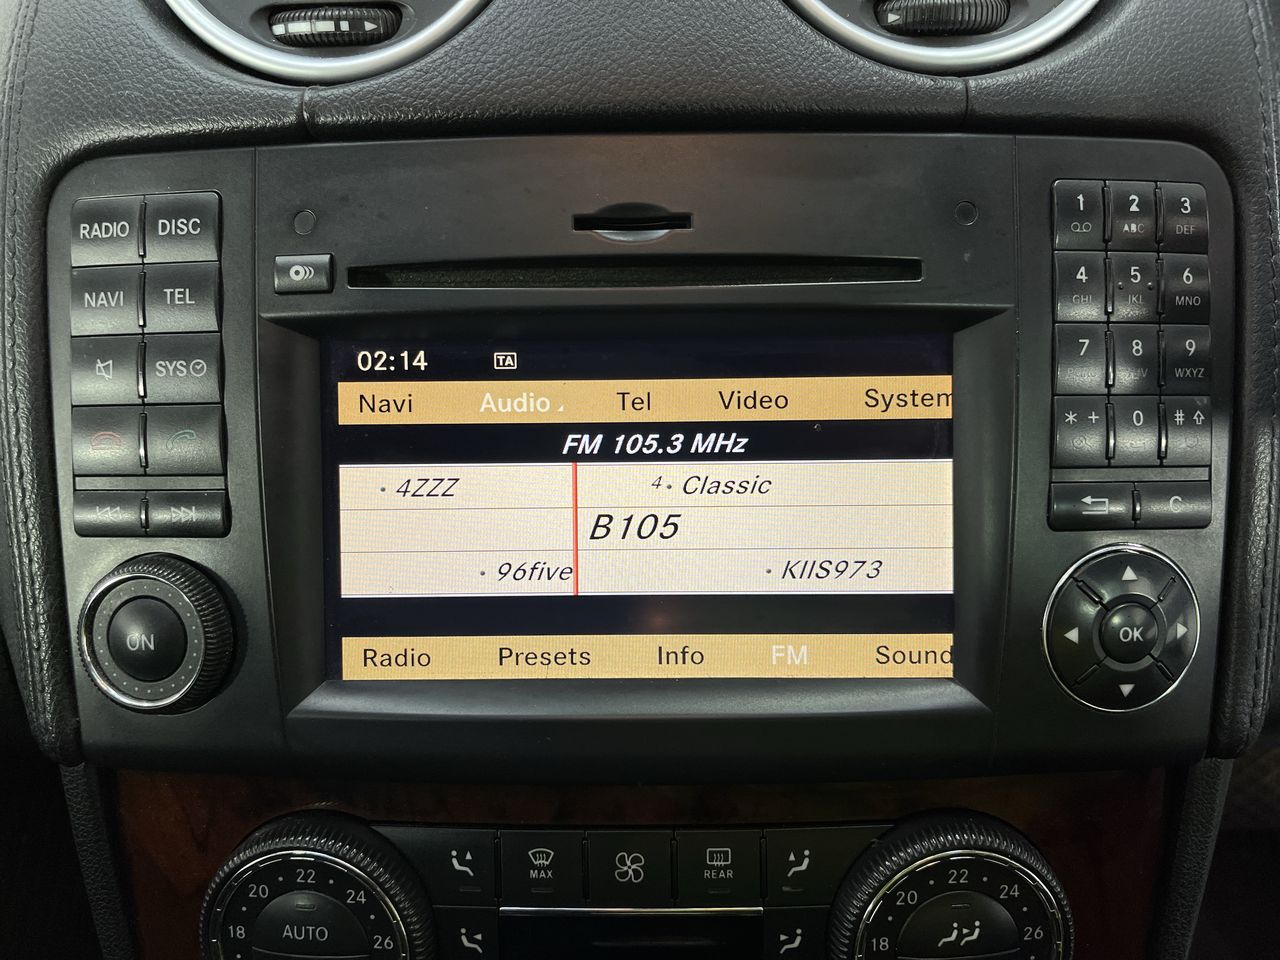 RADIO
DISC
NAVI
TEL
SYS
ON
02:14
TA
Navi Audio Tel Video System
FM 105.3 MHz
4ZZZ
4 Classic
B105
96five
KIIS973
Radio Presets Info FM Sound
1
2 ABC
3 DEF
4 GHI
5 JKL
6 MNO
7
8
9 WXYZ
* +
0
#
C
OK
MAX
REAR
18 20 22 24 26
AUTO
18 20 22 24 26